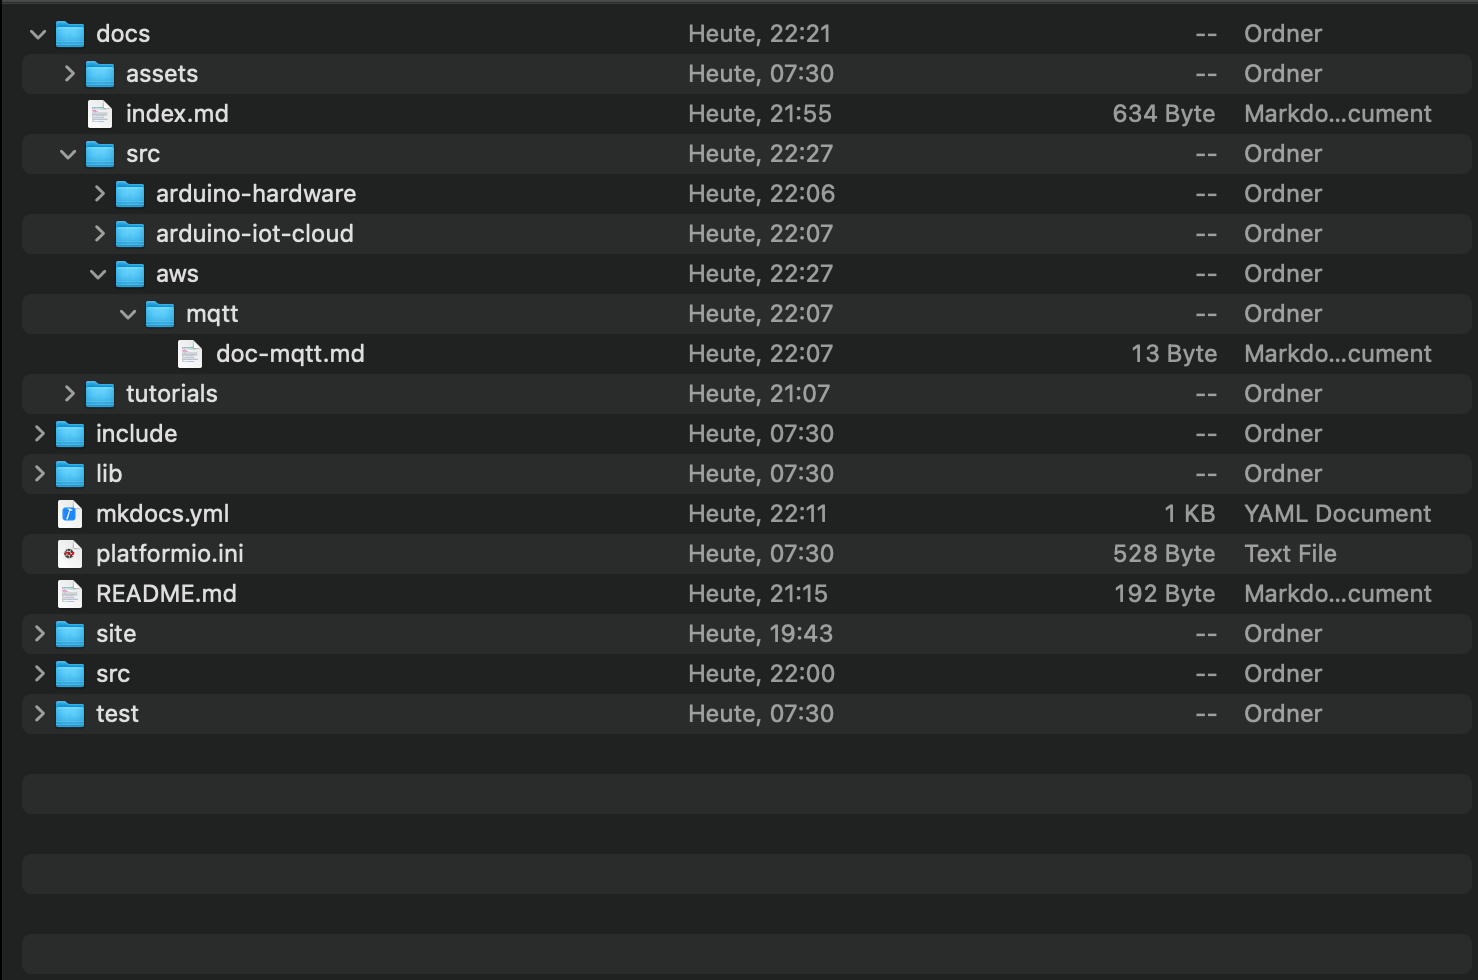 docs Heute, 22:21 -- Ordner
assets Heute, 07:30 -- Ordner
index.md Heute, 21:55 634 Byte Markdo...cument
src Heute, 22:27 -- Ordner
arduino-hardware Heute, 22:06 -- Ordner
arduino-iot-cloud Heute, 22:07 -- Ordner
aws Heute, 22:27 -- Ordner
mqtt Heute, 22:07 -- Ordner
doc-mqtt.md Heute, 22:07 13 Byte Markdo...cument
tutorials Heute, 21:07 -- Ordner
include Heute, 07:30 -- Ordner
lib Heute, 07:30 -- Ordner
mkdocs.yml Heute, 22:11 1 KB YAML Document
platformio.ini Heute, 07:30 528 Byte Text File
README.md Heute, 21:15 192 Byte Markdo...cument
site Heute, 19:43 -- Ordner
src Heute, 22:00 -- Ordner
test Heute, 07:30 -- Ordner